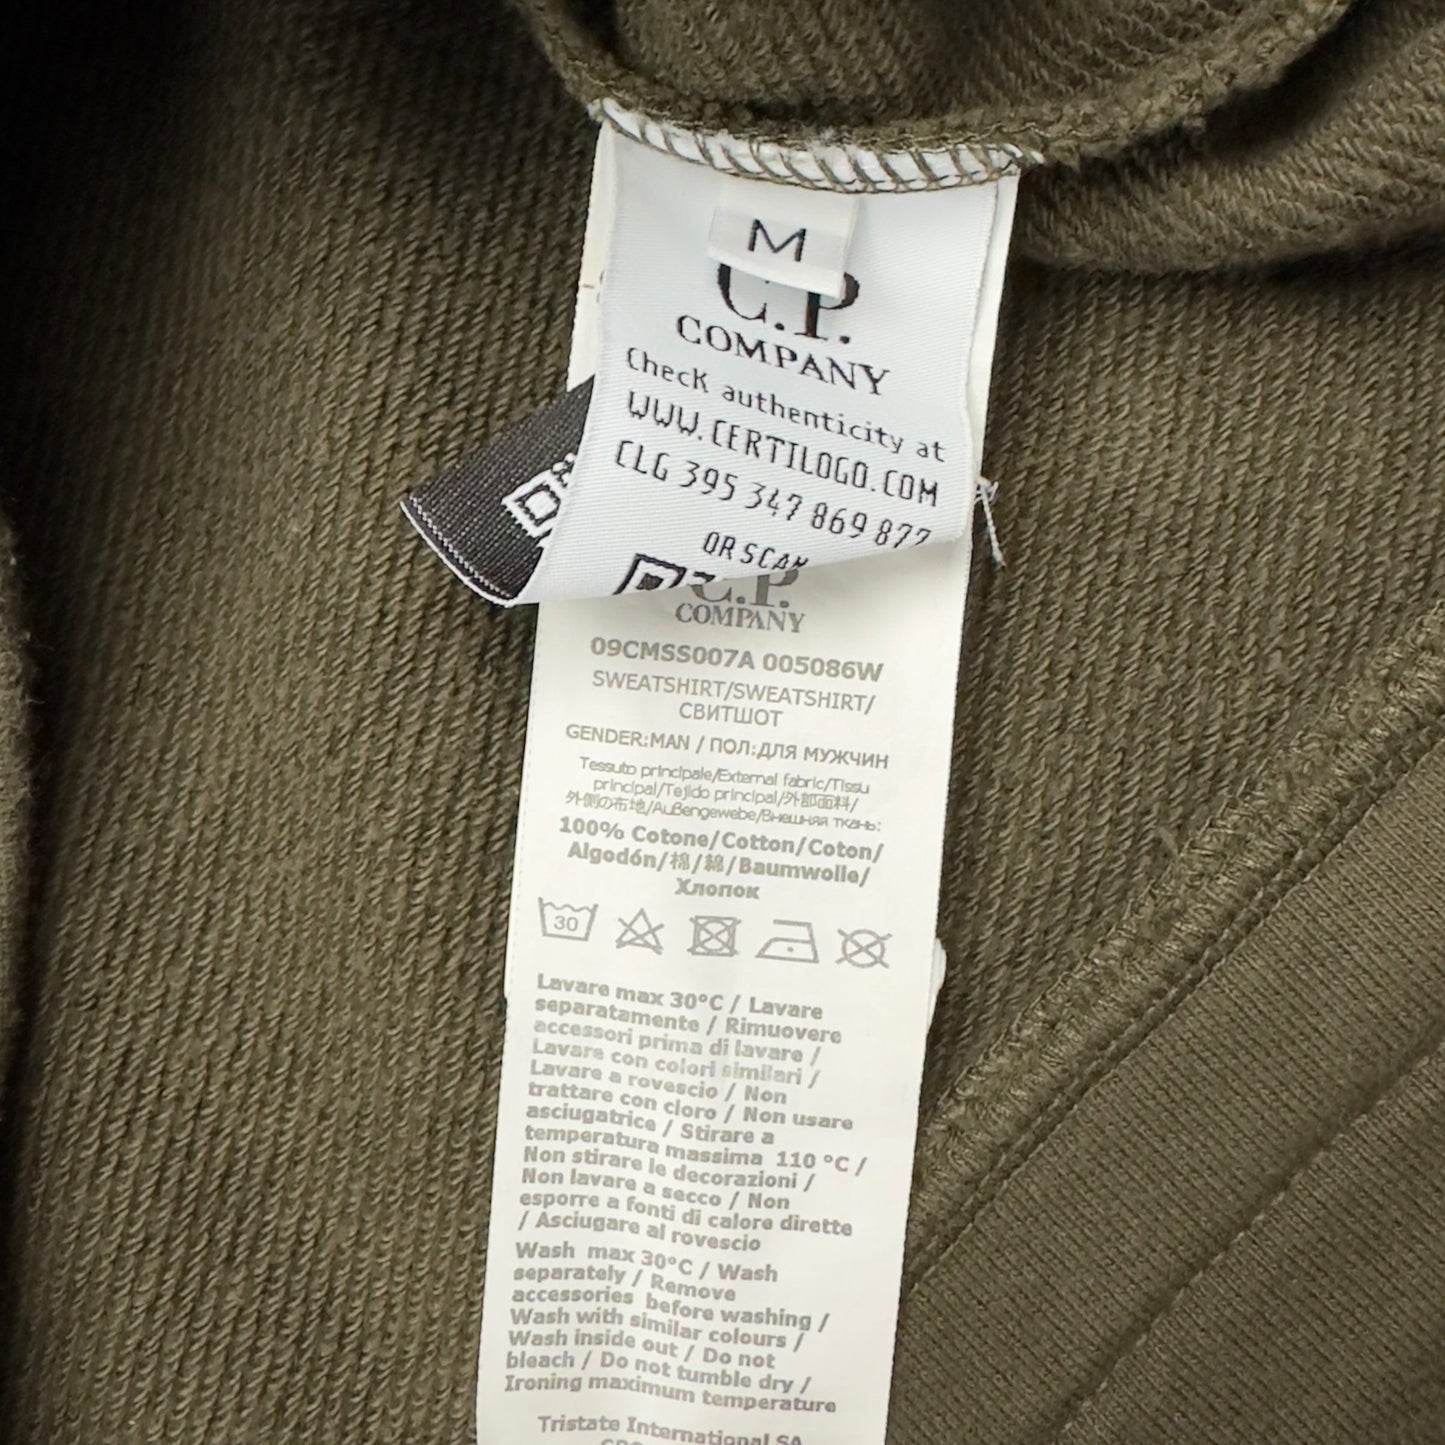 M
C.P.
COMPANY
Check authenticity at
WWW.CERTILOGO.COM
CLG 395 347 869 877
OR SCAN
C.P.
COMPANY
09CMSS007A 005086W
SWEATSHIRT/SWEATSHIRT/
СВИТШОТ
GENDER:MAN / ПОЛ:ДЛЯ МУЖЧИН
Tessuto principale/External fabric/Tissu
principal/Tejido principal/外部面料/
外側の布地/Außengewebe/Внешняя ткань:
100% Cotone/Cotton/Coton/
Algodón/棉/綿/Baumwolle/
Хлопок
30
Lavare max 30°C / Lavare
separatamente / Rimuovere
accessori prima di lavare /
Lavare con colori similari /
Lavare a rovescio / Non
trattare con cloro / Non usare
asciugatrice / Stirare a
temperatura massima 110 °C /
Non stirare le decorazioni /
Non lavare a secco / Non
esporre a fonti di calore dirette
/ Asciugare al rovescio
Wash max 30°C / Wash
separately / Remove
accessories before washing /
Wash with similar colours /
Wash inside out / Do not
bleach / Do not tumble dry /
Ironing maximum temperature
Tristate International SA